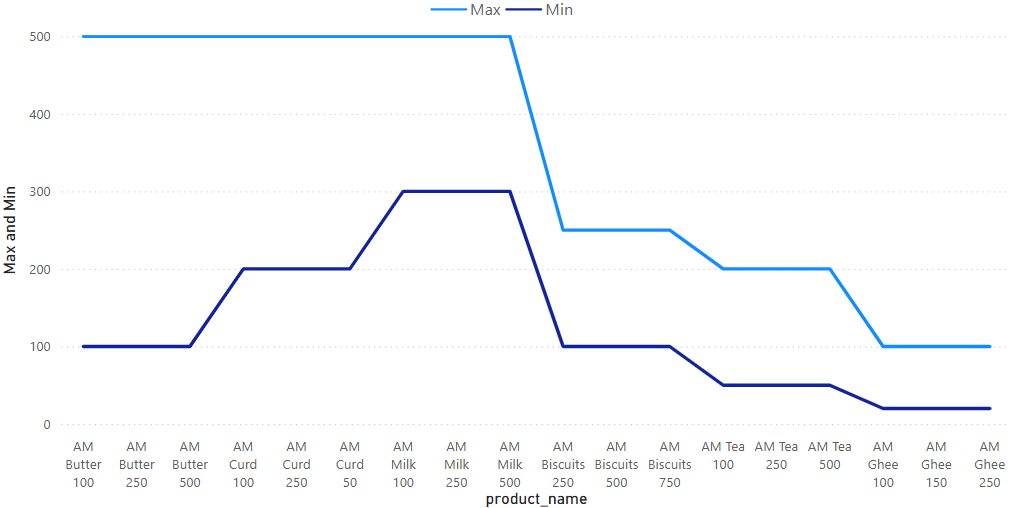 Max Min
Max and Min
500
400
300
200
100
0
AM Butter 100
AM Butter 250
AM Butter 500
AM Curd 100
AM Curd 250
AM Curd 50
AM Milk 100
AM Milk 250
AM Milk 500
AM Biscuits 250
AM Biscuits 500
AM Biscuits 750
AM Tea 100
AM Tea 250
AM Tea 500
AM Ghee 100
AM Ghee 150
AM Ghee 250
product_name